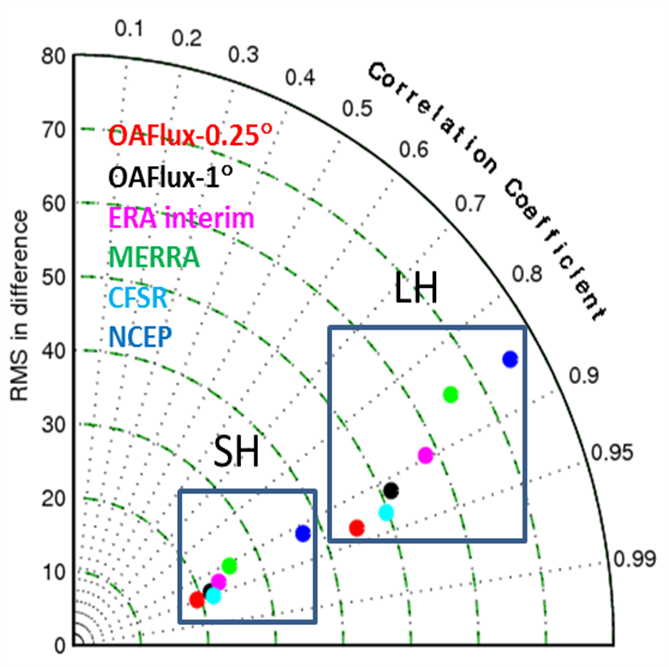 0.1
0.2
0.3
0.4
0.5
0.6
0.7
0.8
0.9
0.95
0.99
Correlation Coefficient
80
70
60
50
40
30
20
10
0
RMS in difference
OAFlux-0.25°
OAFlux-1°
ERA interim
MERRA
CFSR
NCEP
LH
SH